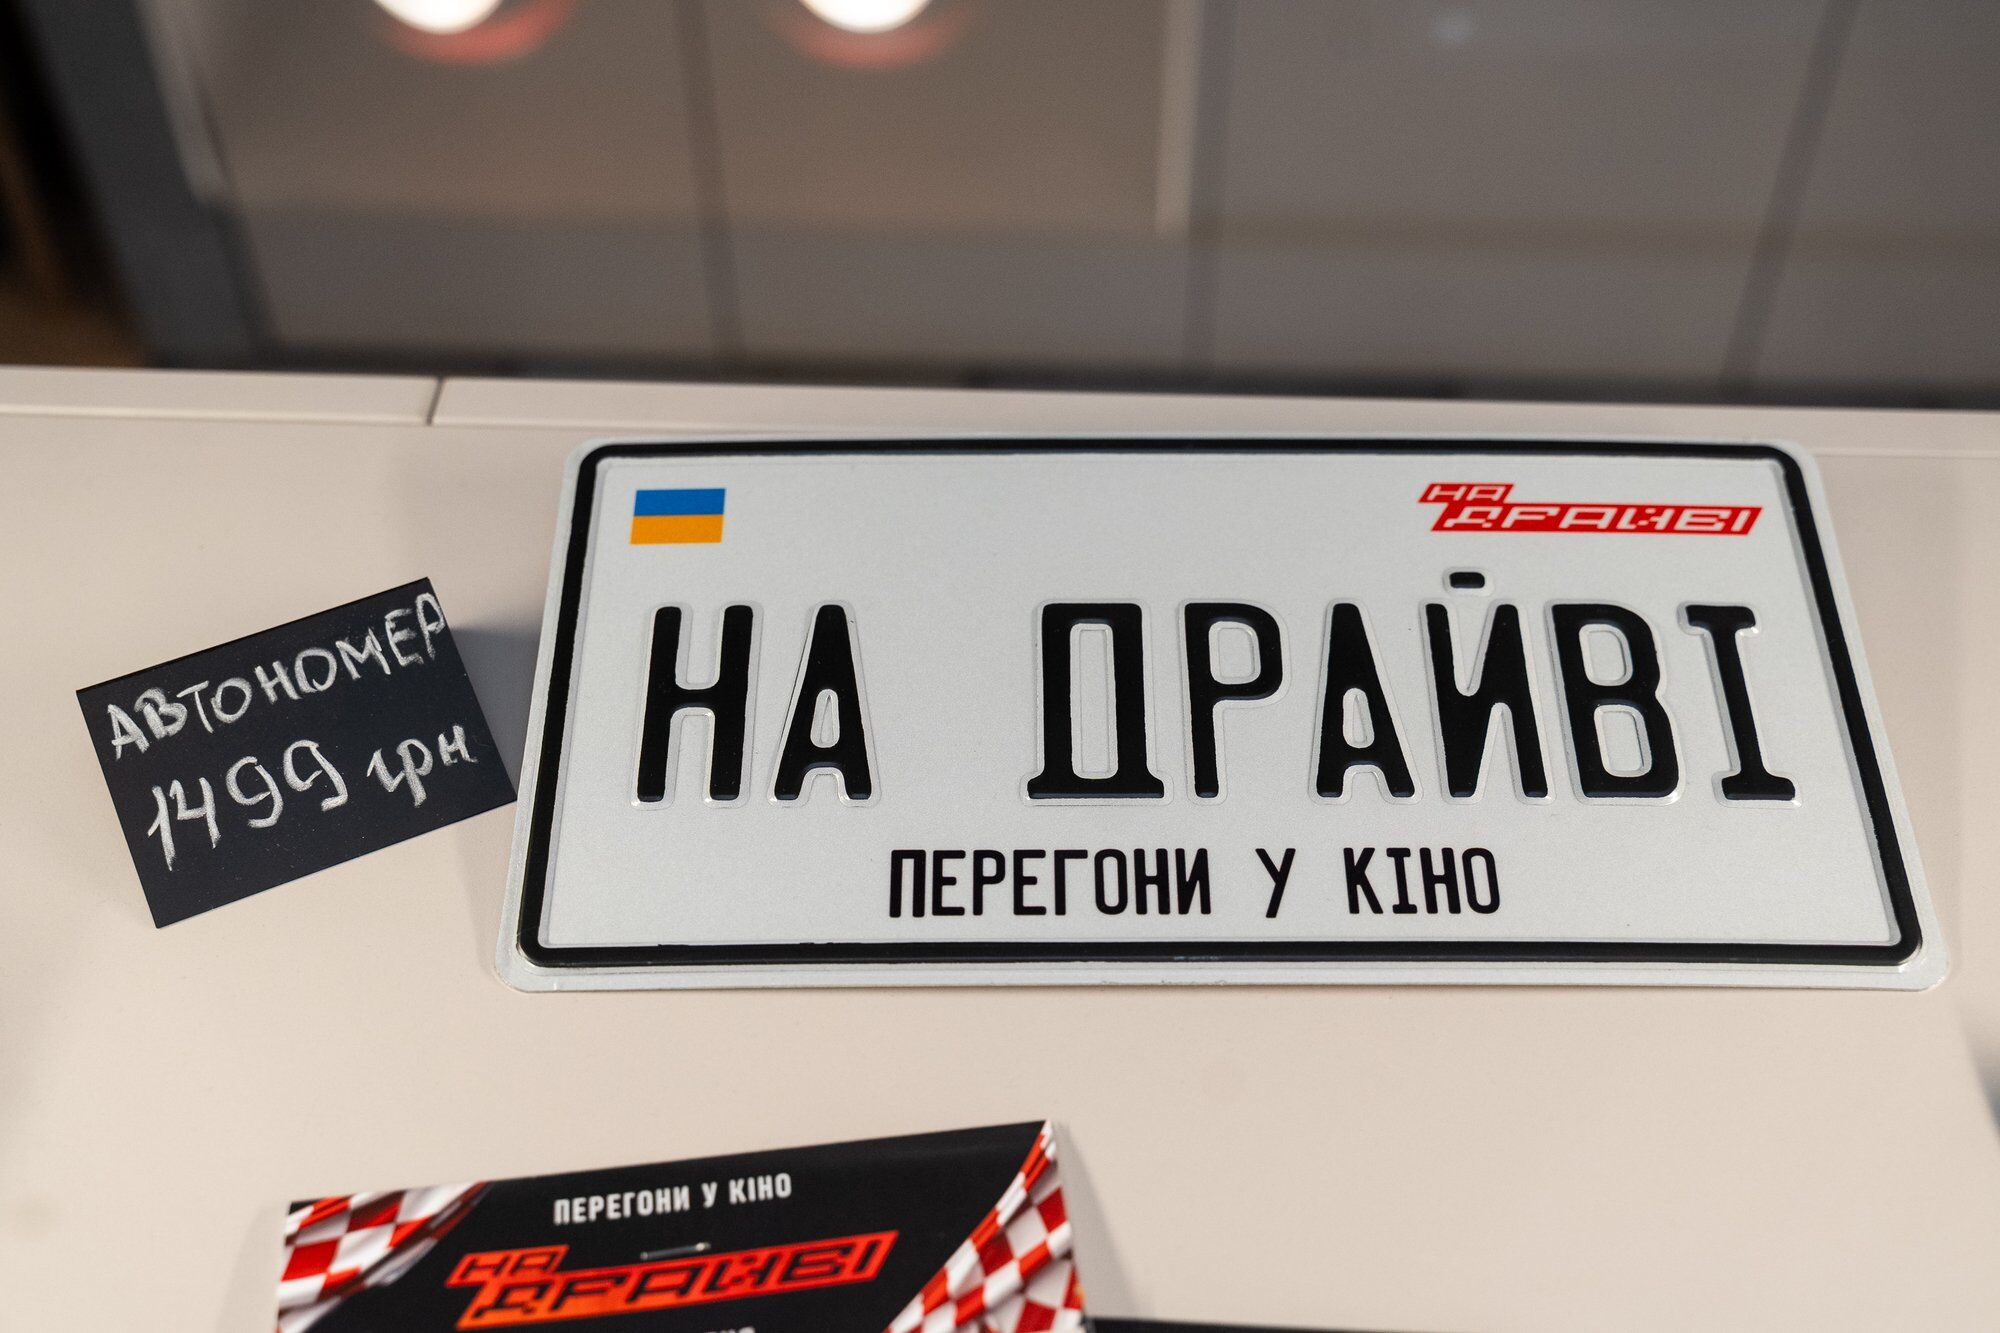 АВТОНОМЕР
1499 грн
НА
ДРАЙВІ
НА ДРАЙВІ
ПЕРЕГОНИ У КІНО
ПЕРЕГОНИ У КІНО
НА
ДРАЙВІ